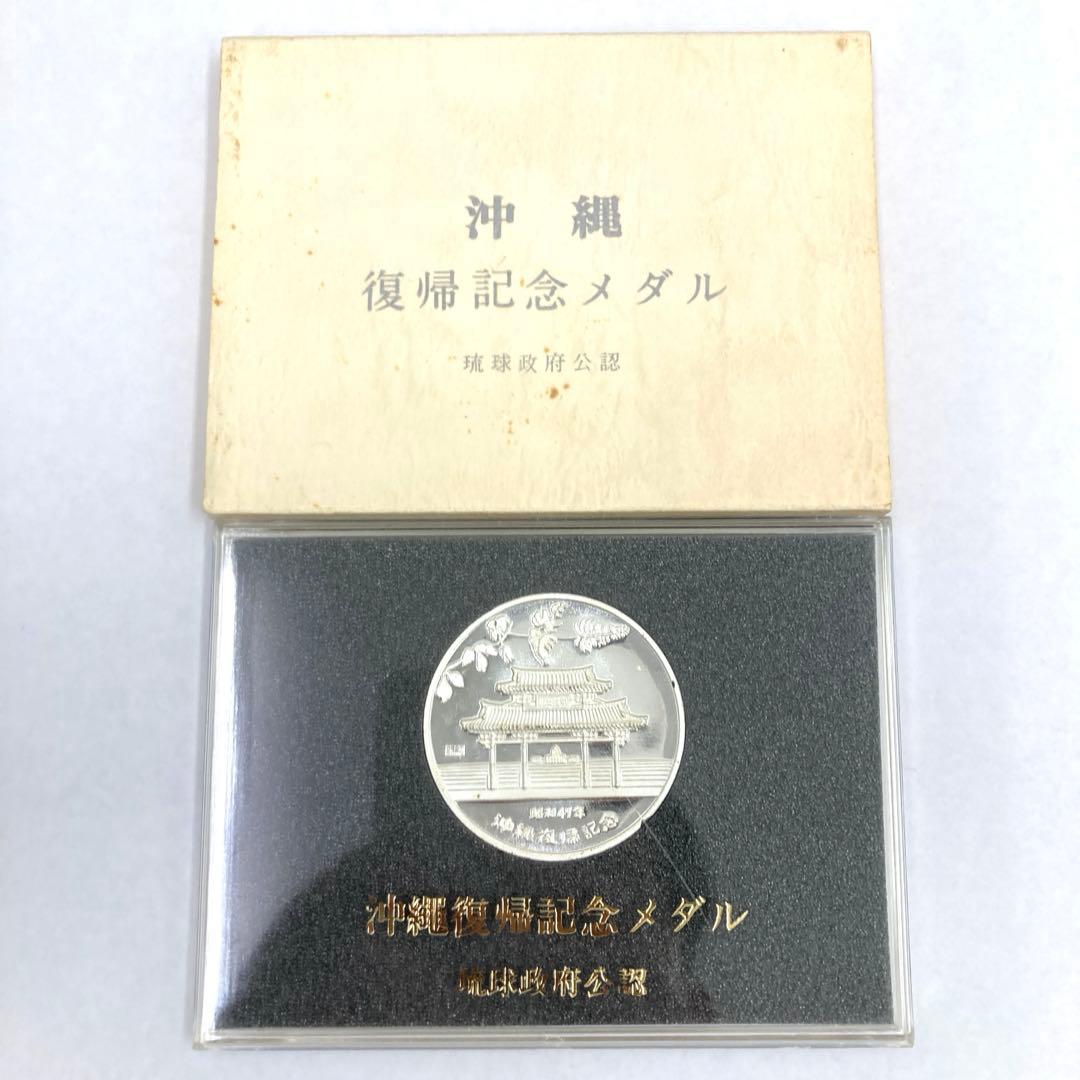 沖縄
復帰記念メダル
琉球政府公認
昭和47年
沖縄復帰記念
沖縄復帰記念メダル
琉球政府公認